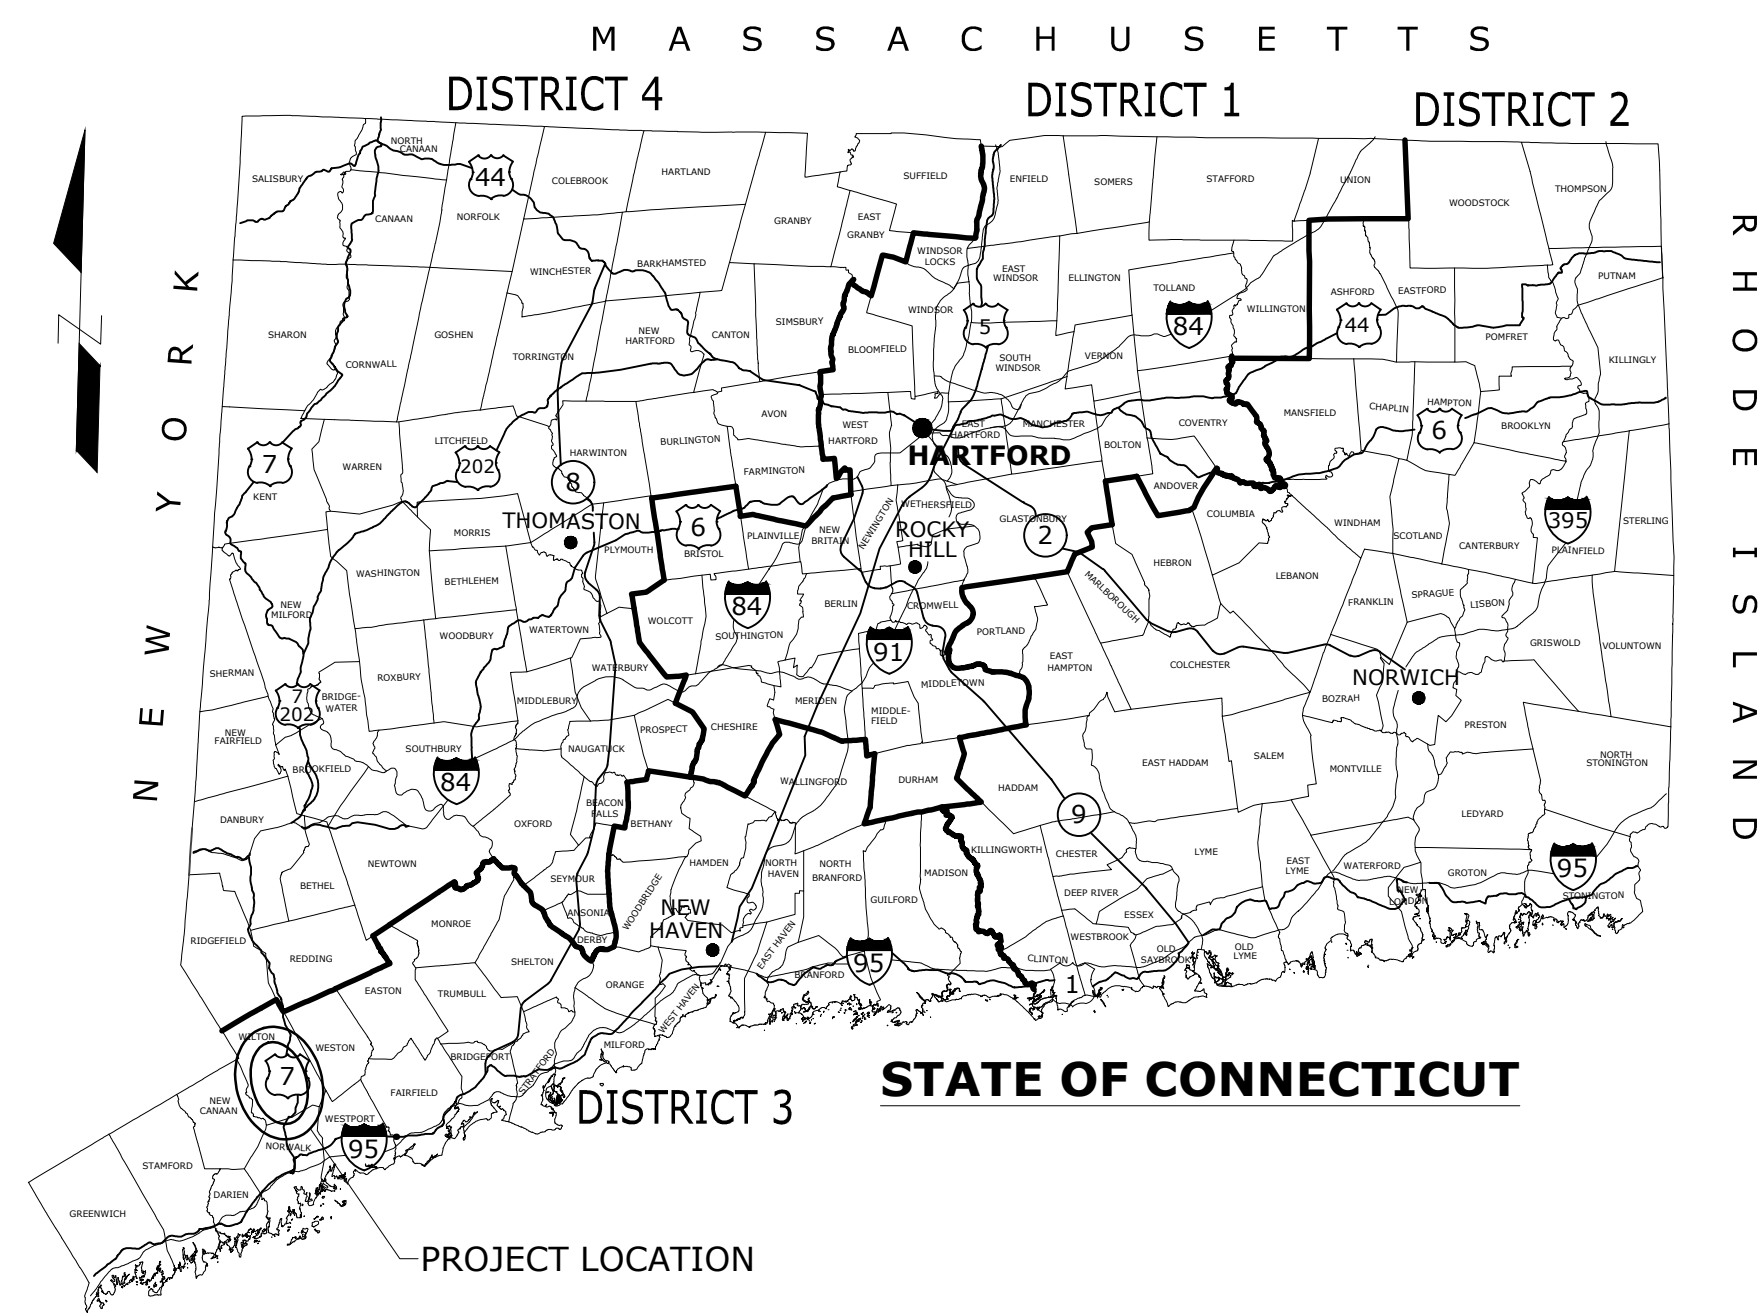 M A S S A C H U S E T T S
DISTRICT 4
DISTRICT 1
DISTRICT 2
N E W Y O R K
R H O D E I S L A N D
NORTH
CANAAN
SALISBURY
44
COLEBROOK
HARTLAND
SUFFIELD
ENFIELD
SOMERS
STAFFORD
UNION
WOODSTOCK
THOMPSON
CANAAN
NORFOLK
GRANBY
EAST
GRANBY
WINDSOR
LOCKS
WINCHESTER
BARKHAMSTED
EAST
WINDSOR
ELLINGTON
TOLLAND
84
WILLINGTON
ASHFORD
44
EASTFORD
PUTNAM
SHARON
CORNWALL
GOSHEN
TORRINGTON
NEW
HARTFORD
CANTON
SIMSBURY
BLOOMFIELD
WINDSOR
5
SOUTH
WINDSOR
VERNON
POMFRET
KILLINGLY
7
KENT
WARREN
LITCHFIELD
202
HARWINTON
8
BURLINGTON
AVON
FARMINGTON
WEST
HARTFORD
HARTFORD
EAST
HARTFORD
MANCHESTER
BOLTON
COVENTRY
MANSFIELD
CHAPLIN
HAMPTON
6
BROOKLYN
ANDOVER
MORRIS
THOMASTON
PLYMOUTH
6
BRISTOL
PLAINVILLE
NEW
BRITAIN
NEWINGTON
WETHERSFIELD
ROCKY
HILL
GLASTONBURY
2
COLUMBIA
WINDHAM
SCOTLAND
CANTERBURY
395
PLAINFIELD
STERLING
WASHINGTON
BETHLEHEM
HEBRON
LEBANON
NEW
MILFORD
WOODBURY
WATERTOWN
WOLCOTT
84
SOUTHINGTON
BERLIN
CROMWELL
PORTLAND
MARLBOROUGH
FRANKLIN
SPRAGUE
LISBON
GRISWOLD
VOLUNTOWN
SHERMAN
ROXBURY
WATERBURY
91
MIDDLETOWN
EAST
HAMPTON
COLCHESTER
NORWICH
BOZRAH
7
202
BRIDGE-
WATER
MIDDLEBURY
MERIDEN
MIDDLE-
FIELD
PRESTON
NEW
FAIRFIELD
SOUTHBURY
84
NAUGATUCK
PROSPECT
CHESHIRE
BROOKFIELD
WALLINGFORD
DURHAM
HADDAM
EAST HADDAM
SALEM
MONTVILLE
NORTH
STONINGTON
DANBURY
OXFORD
BEACON
FALLS
BETHANY
9
LEDYARD
NEWTOWN
BETHEL
SEYMOUR
HAMDEN
NORTH
HAVEN
NORTH
BRANFORD
MADISON
KILLINGWORTH
CHESTER
LYME
EAST
LYME
WATERFORD
GROTON
95
STONINGTON
NEW
LONDON
MONROE
ANSONIA
WOODBRIDGE
NEW
HAVEN
GUILFORD
DEEP RIVER
ESSEX
RIDGEFIELD
REDDING
DERBY
EAST HAVEN
WESTBROOK
OLD
SAYBROOK
OLD
LYME
SHELTON
BRANFORD
95
CLINTON
1
EASTON
TRUMBULL
ORANGE
WEST HAVEN
WILTON
7
WESTON
BRIDGEPORT
STRATFORD
MILFORD
STATE OF CONNECTICUT
NEW
CANAAN
FAIRFIELD
DISTRICT 3
WESTPORT
95
NORWALK
STAMFORD
DARIEN
GREENWICH
PROJECT LOCATION